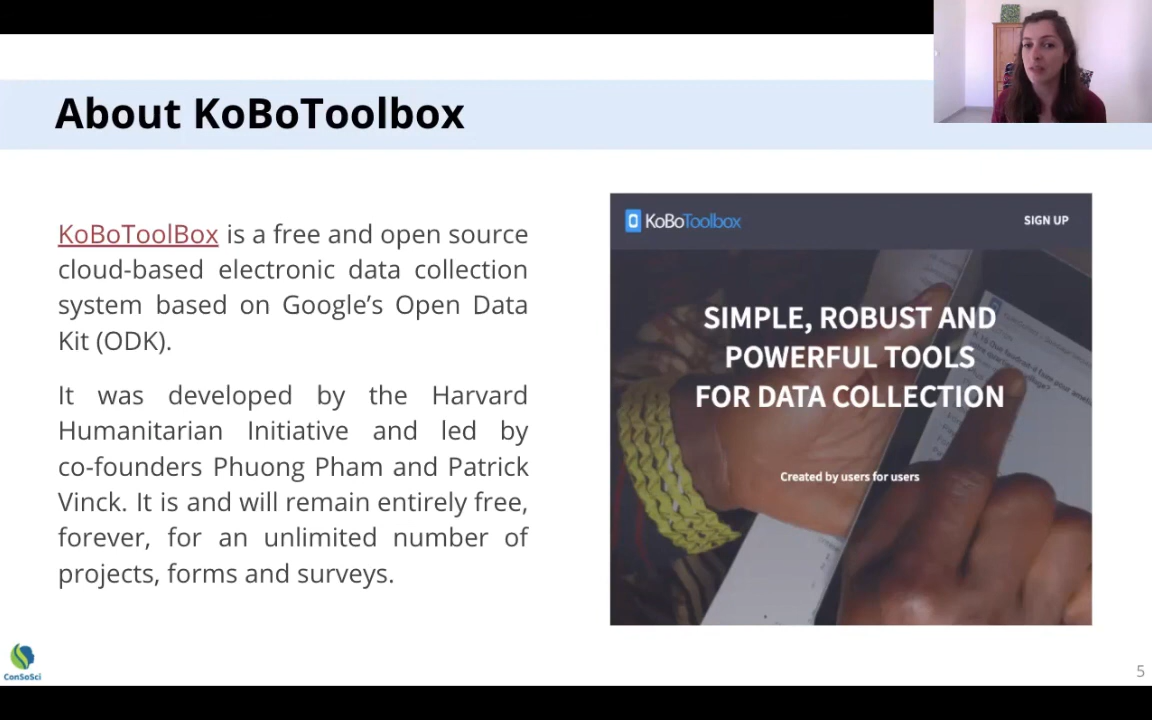 About KoBoToolbox
KoBoToolBox is a free and open source
cloud-based electronic data collection
system based on Google's Open Data
Kit (ODK).
It was developed by the Harvard
Humanitarian Initiative and led by
co-founders Phuong Pham and Patrick
Vinck. It is and will remain entirely free,
forever, for an unlimited number of
projects, forms and surveys.
KoBoToolbox
SIGN UP
SIMPLE, ROBUST AND
POWERFUL TOOLS
FOR DATA COLLECTION
Created by users for users
ConSoSci
5